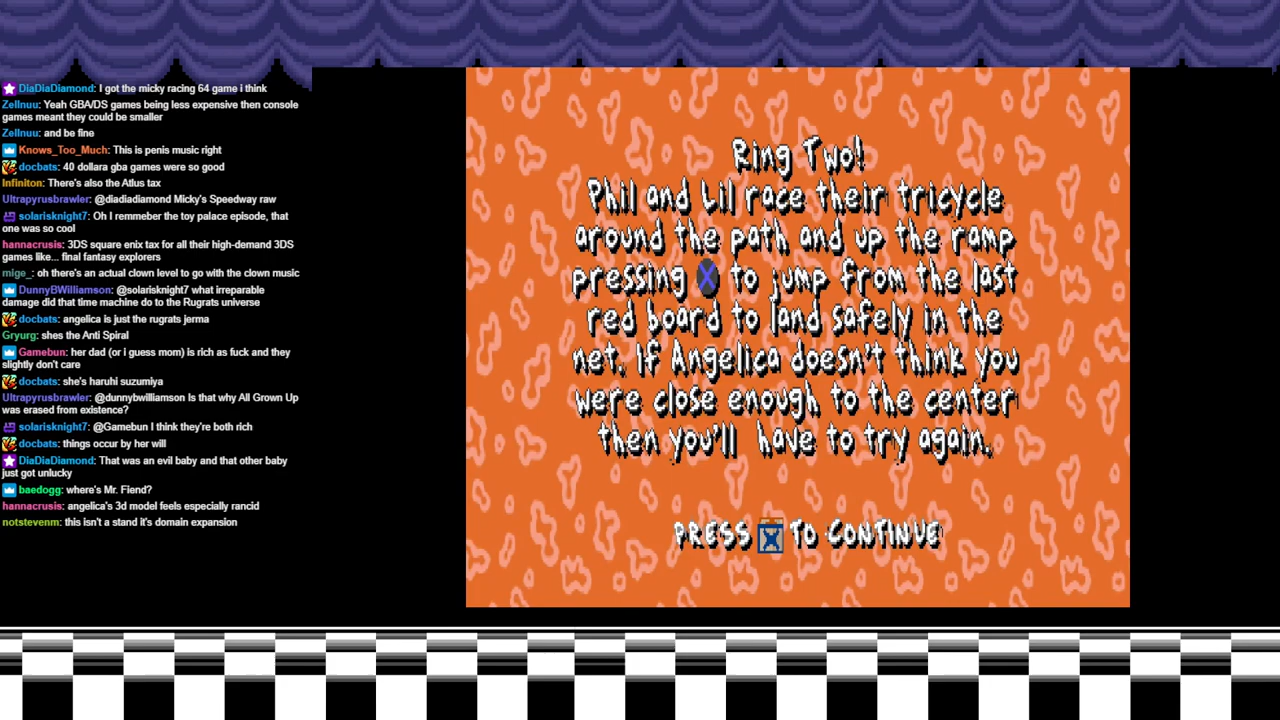 DiaDiaDiamond: I got the micky racing 64 game i think
Zellnuu: Yeah GBA/DS games being less expensive then console
games meant they could be smaller
Zellnuu: and be fine
Knows_Too_Much: This is penis music right
docbats: 40 dollara gba games were so good
Infiniton: There's also the Atlus tax
Ultrapyrusbrawler: @diadiadiamond Micky's Speedway raw
solarisknight7: Oh I remmeber the toy palace episode, that
one was so cool
hannacrusis: 3DS square enix tax for all their high-demand 3DS
games like... final fantasy explorers
mige_: oh there's an actual clown level to go with the clown music
DunnyBWilliamson: @solarisknight7 what irreparable
damage did that time machine do to the Rugrats universe
docbats: angelica is just the rugrats jerma
Gryurg: shes the Anti Spiral
Gamebun: her dad (or i guess mom) is rich as fuck and they
slightly don't care
docbats: she's haruhi suzumiya
Ultrapyrusbrawler: @dunnybwilliamson Is that why All Grown Up
was erased from existence?
solarisknight7: @Gamebun I think they're both rich
docbats: things occur by her will
DiaDiaDiamond: That was an evil baby and that other baby
just got unlucky
baedogg: where's Mr. Fiend?
hannacrusis: angelica's 3d model feels especially rancid
notstevenm: this isn't a stand it's domain expansion
Ring Two!
Phil and Lil race their tricycle
around the path and up the ramp
pressing X to jump from the last
red board to land safely in the
net. If Angelica doesn't think you
were close enough to the center
then you'll have to try again.
PRESS X TO CONTINUE